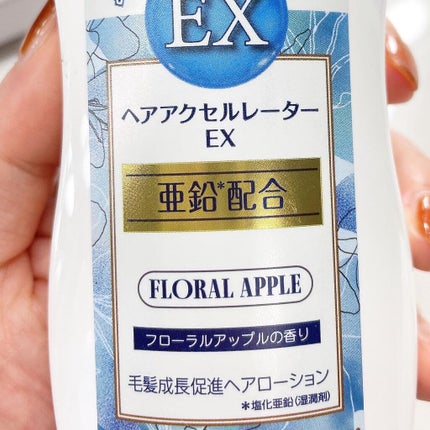 EX
ヘアアクセルレーター
EX
亜鉛*配合
FLORAL APPLE
フローラルアップルの香り
毛髪成長促進ヘアローション
*塩化亜鉛(湿潤剤)